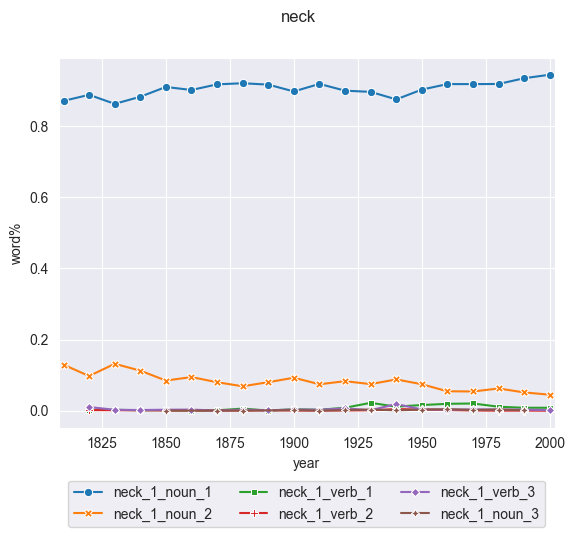 neck
0.8
0.6
0.4
0.2
0.0
word%
1825 1850 1875 1900 1925 1950 1975 2000
year
neck_1_noun_1 neck_1_verb_1 neck_1_verb_3
neck_1_noun_2 neck_1_verb_2 neck_1_noun_3